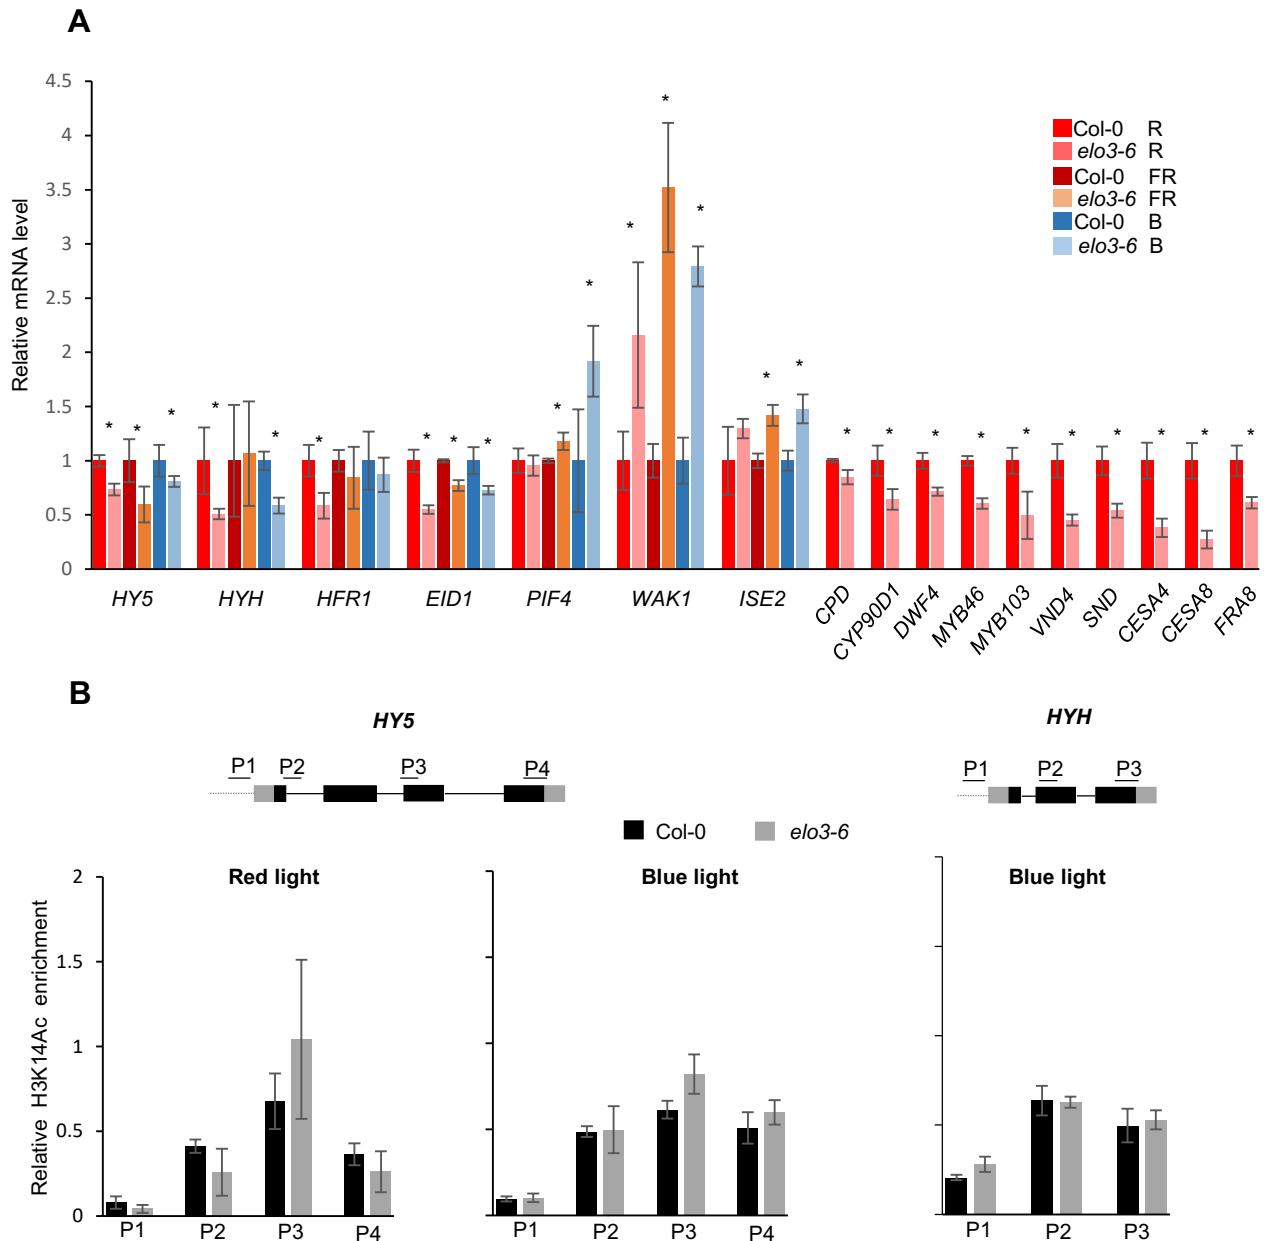 A
Relative mRNA level
4.5
4
3.5
3
2.5
2
1.5
1
0.5
0
Col-0 R
elo3-6 R
Col-0 FR
elo3-6 FR
Col-0 B
elo3-6 B
* * * * * * * * * * * * * * * * * * * * * * * * *
HY5 HYH HFR1 EID1 PIF4 WAK1 ISE2 CPD CYP90D1 DWF4 MYB46 MYB103 VND4 SND CESA4 CESA8 FRA8
B
HY5
HYH
P1 P2 P3 P4
P1 P2 P3
Col-0 elo3-6
Red light
Blue light
Blue light
Relative H3K14Ac enrichment
2
1.5
1
0.5
0
P1 P2 P3 P4
P1 P2 P3 P4
P1 P2 P3